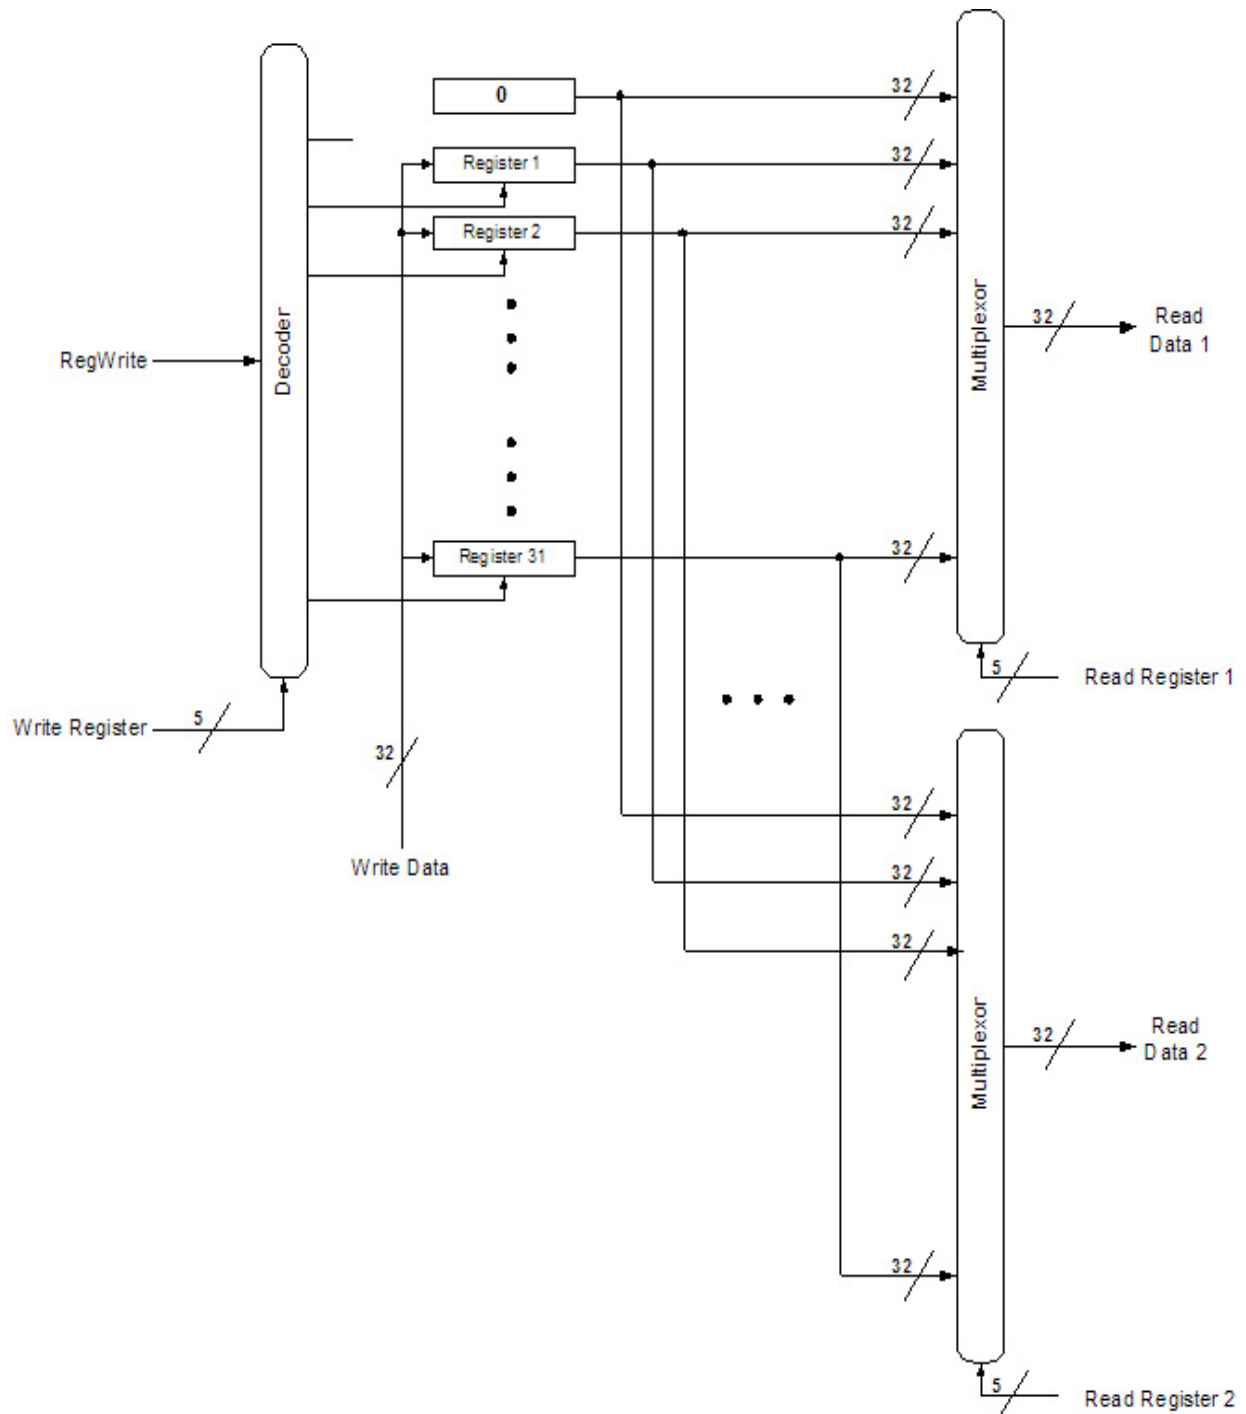 0
32
Register 1
32
Register 2
32
Decoder
RegWrite
Multiplexor
32
Read
Data 1
Register 31
32
5
Read Register 1
Write Register
5
32
Write Data
32
32
32
Multiplexor
32
Read
Data 2
32
5
Read Register 2